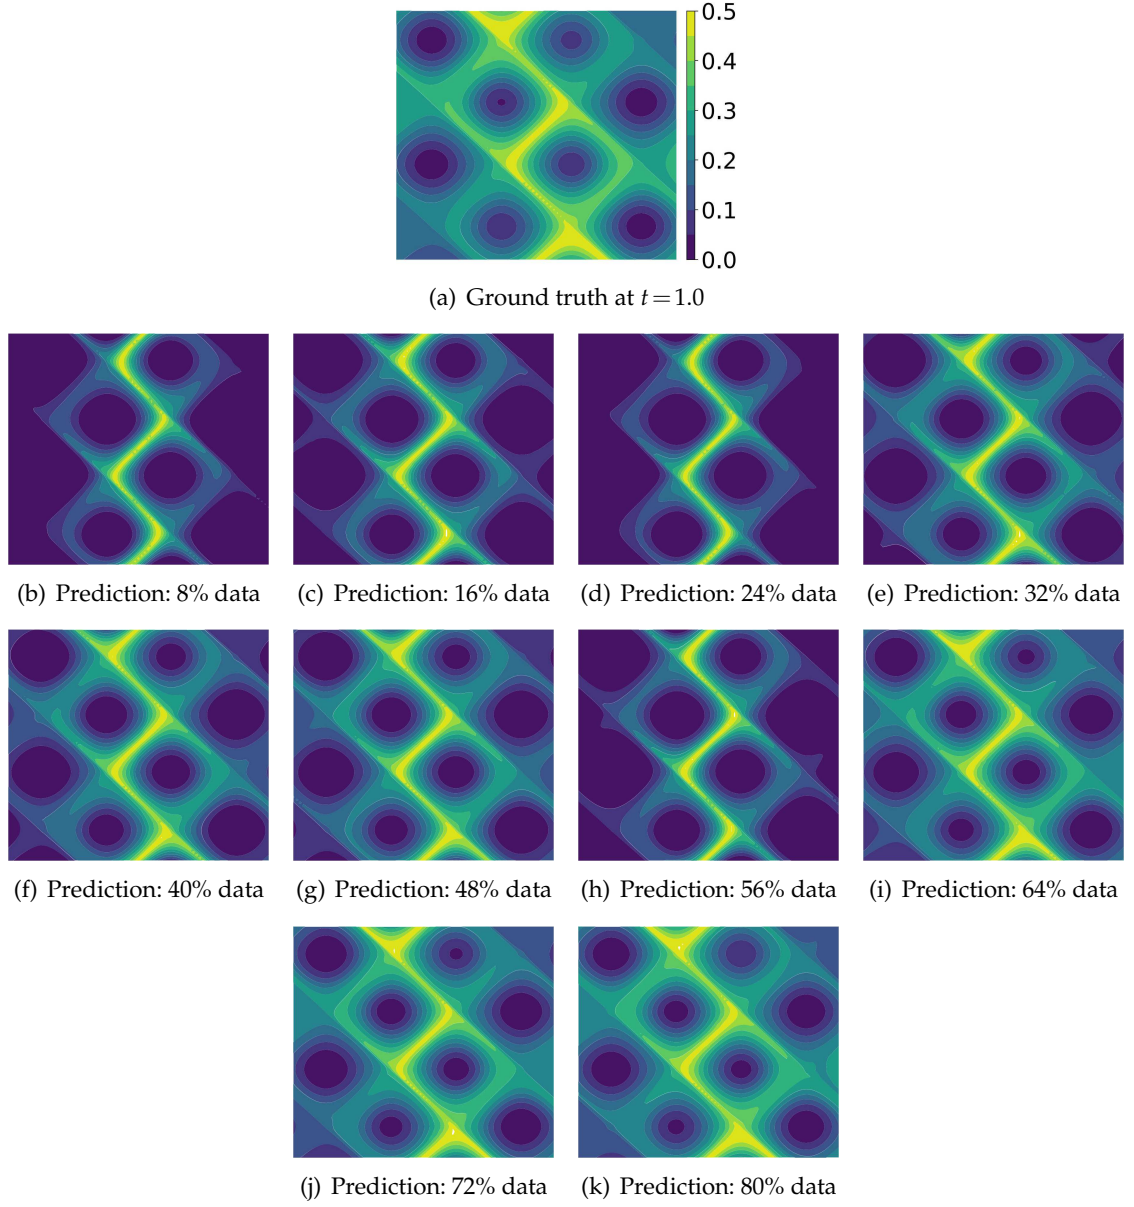 0.5
0.4
0.3
0.2
0.1
0.0
(a) Ground truth at t=1.0
(b) Prediction: 8% data
(c) Prediction: 16% data
(d) Prediction: 24% data
(e) Prediction: 32% data
(f) Prediction: 40% data
(g) Prediction: 48% data
(h) Prediction: 56% data
(i) Prediction: 64% data
(j) Prediction: 72% data
(k) Prediction: 80% data